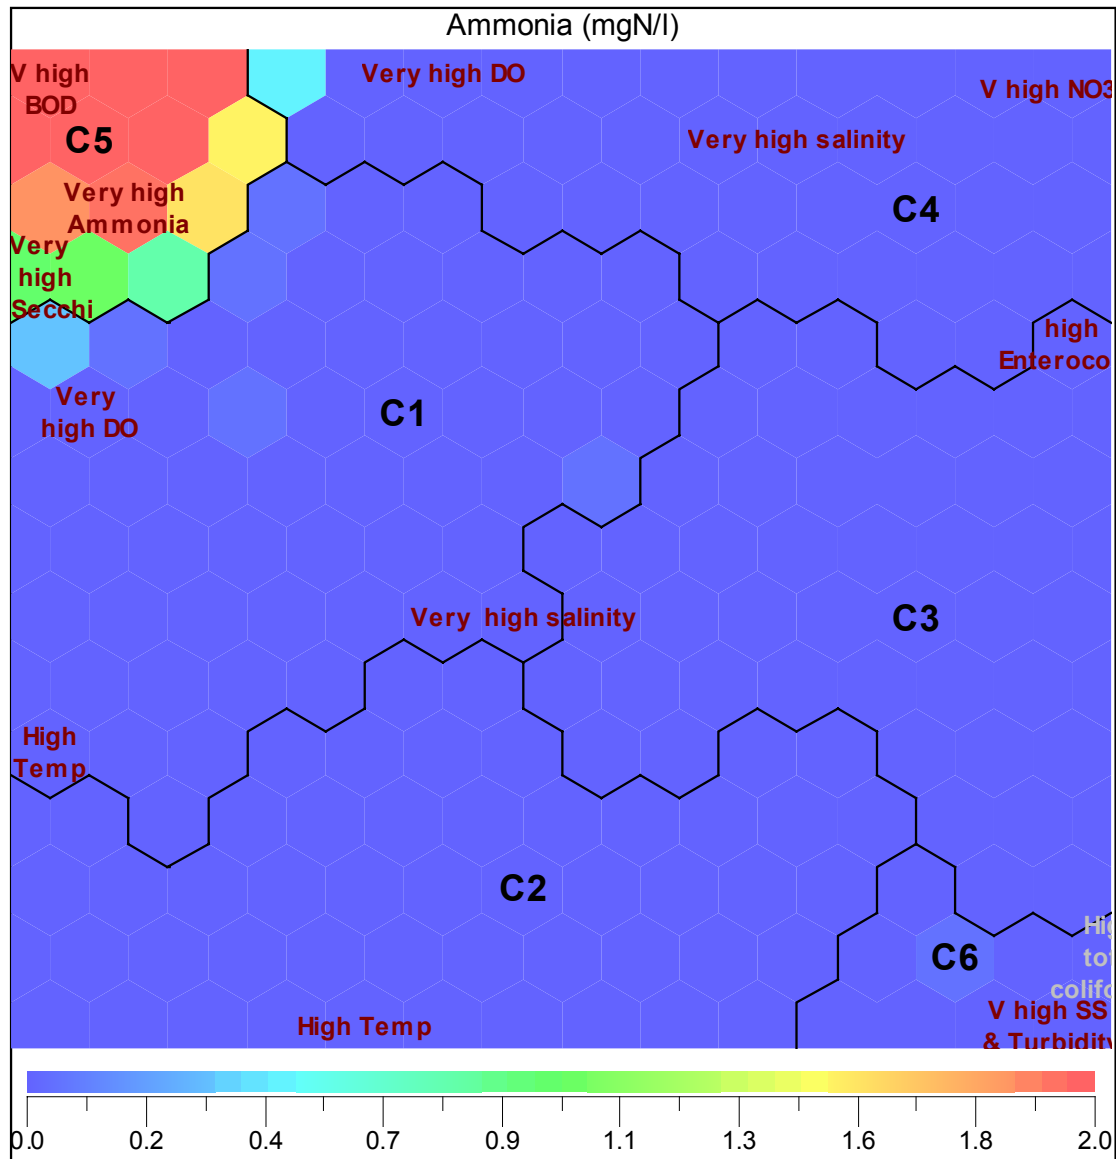 Ammonia (mgN/l)
V high
BOD
Very high DO
V high NO3
C5
Very high salinity
Very high
Ammonia
C4
Very
high
Secchi
high
Enteroco
Very
high DO
C1
Very high salinity
C3
High
Temp
C2
Hig
tot
colifo
C6
V high SS
& Turbidity
High Temp
0.0 0.2 0.4 0.7 0.9 1.1 1.3 1.6 1.8 2.0